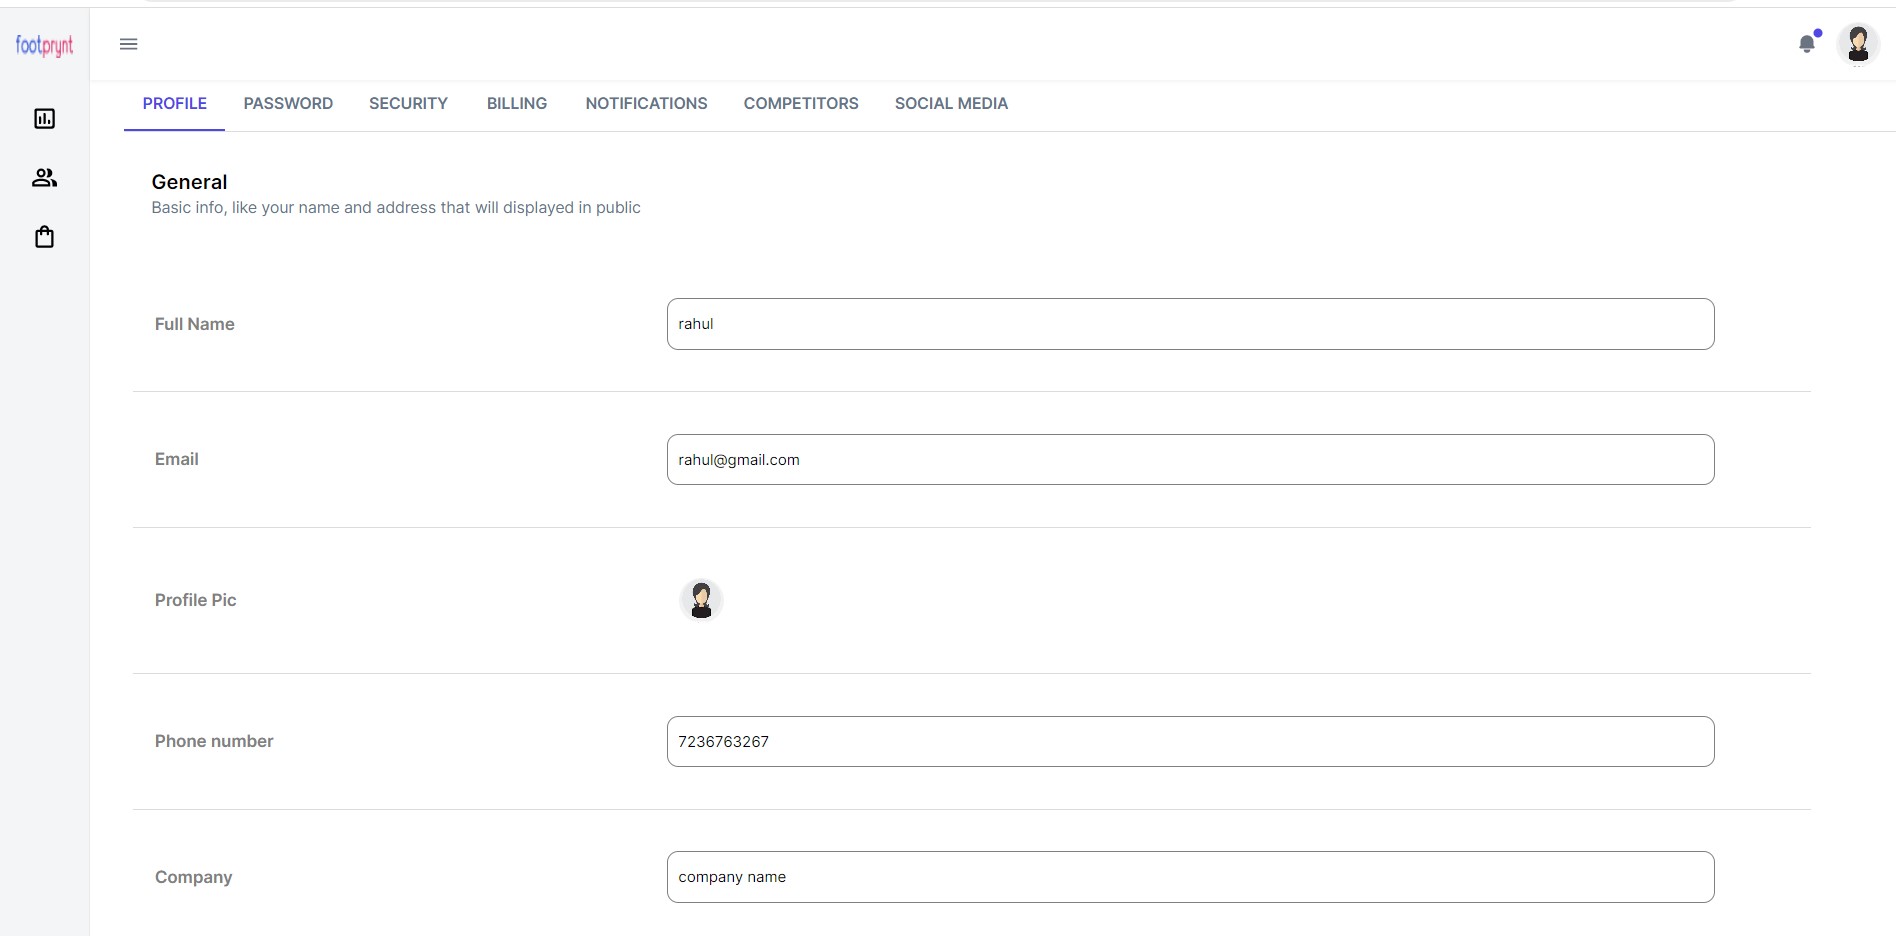 footprynt
PROFILE PASSWORD SECURITY BILLING NOTIFICATIONS COMPETITORS SOCIAL MEDIA
General
Basic info, like your name and address that will displayed in public
Full Name rahul
Email rahul@gmail.com
Profile Pic
Phone number 7236763267
Company company name